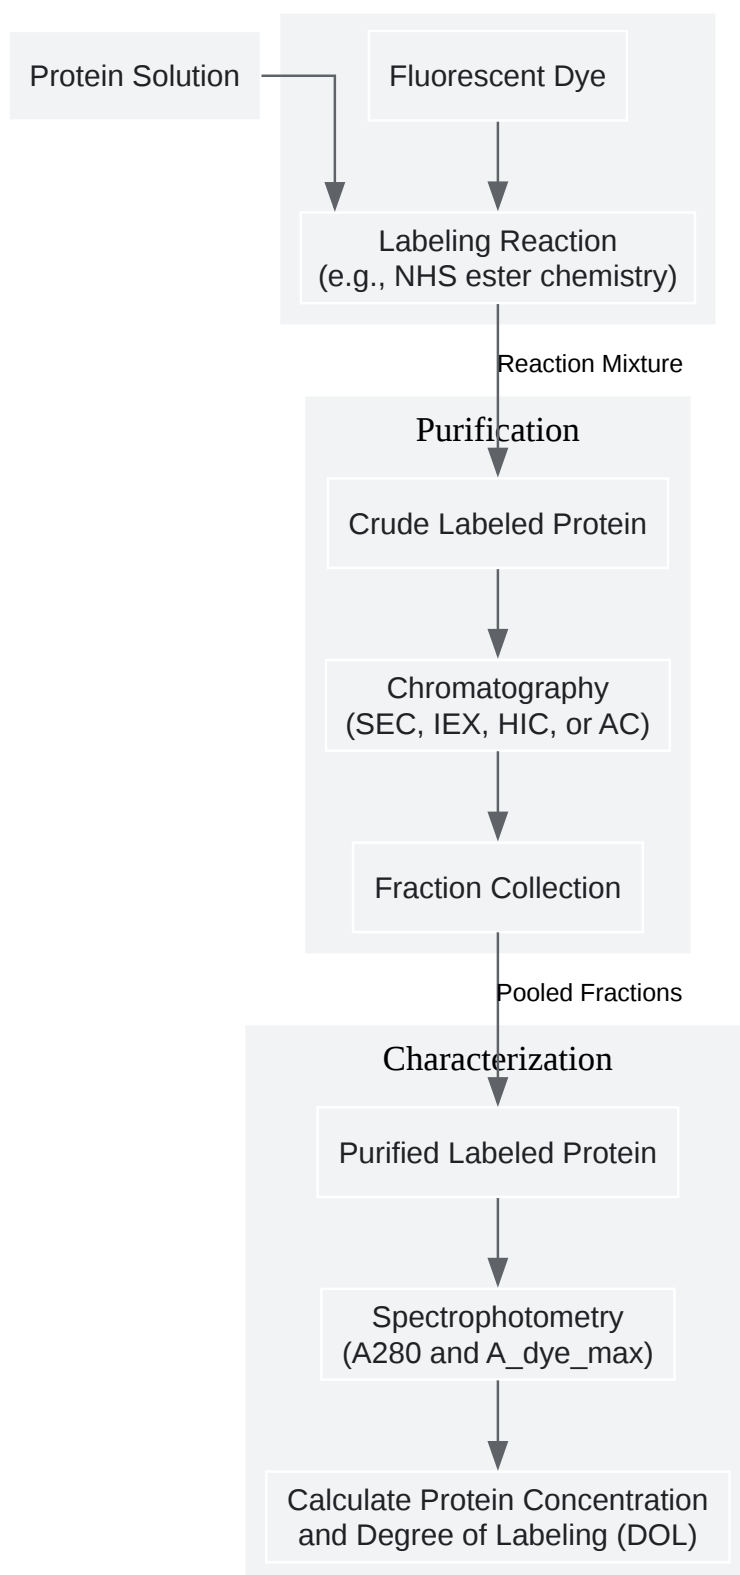 Protein Solution
Fluorescent Dye
Labeling Reaction
(e.g., NHS ester chemistry)
Reaction Mixture
Purification
Crude Labeled Protein
Chromatography
(SEC, IEX, HIC, or AC)
Fraction Collection
Pooled Fractions
Characterization
Purified Labeled Protein
Spectrophotometry
(A280 and A_dye_max)
Calculate Protein Concentration
and Degree of Labeling (DOL)